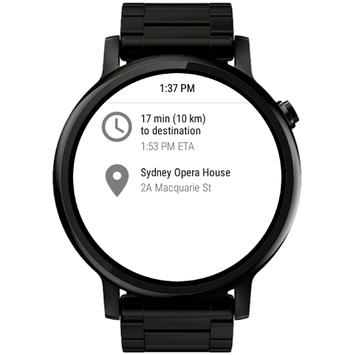 1:37 PM
17 min (10 km)
to destination
1:53 PM ETA
Sydney Opera House
2A Macquarie St